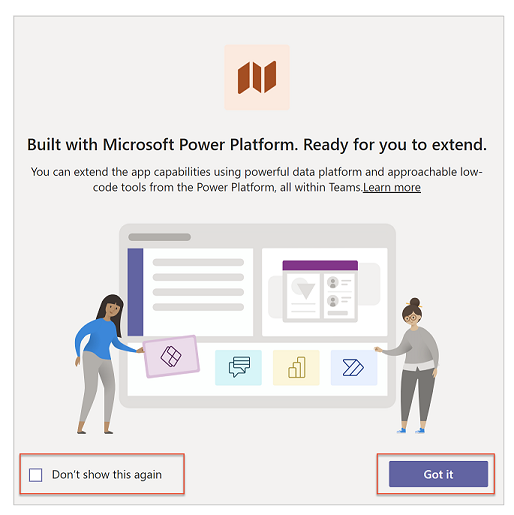 Built with Microsoft Power Platform. Ready for you to extend.
You can extend the app capabilities using powerful data platform and approachable low-
code tools from the Power Platform, all within Teams.Learn more
Don't show this again
Got it